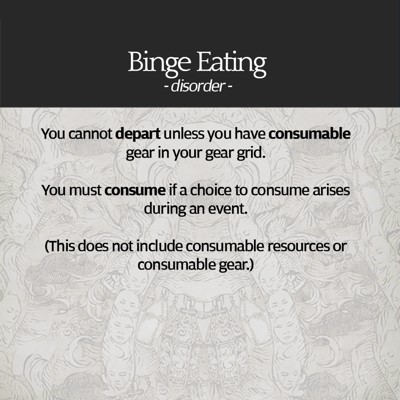 Binge Eating
- disorder -
You cannot depart unless you have consumable
gear in your gear grid.
You must consume if a choice to consume arises
during an event.
(This does not include consumable resources or
consumable gear.)